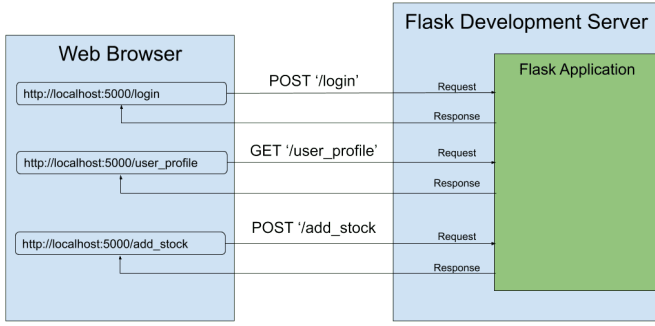 Flask Development Server
Web Browser
Flask Application
POST ‘/login’
http://localhost:5000/login
Request
Response
GET ‘/user_profile’
http://localhost:5000/user_profile
Request
Response
POST ‘/add_stock
http://localhost:5000/add_stock
Request
Response